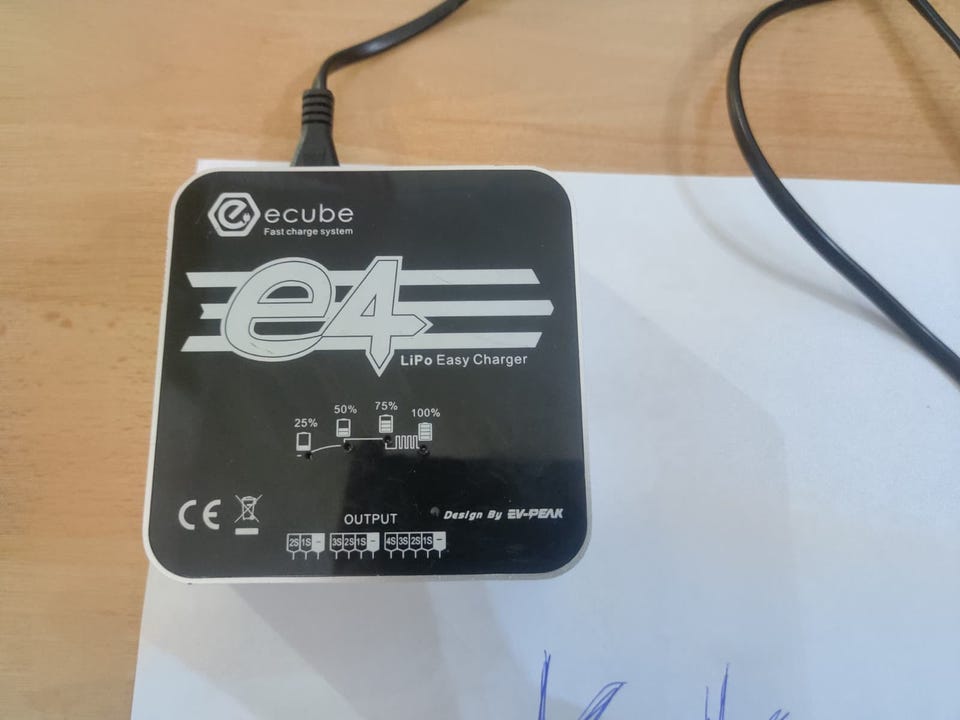 ecube
Fast charge system
e4
LiPo Easy Charger
25% 50% 75% 100%
CE
OUTPUT
Design By EV-PEAK
2S 1S - 3S 2S 1S - 4S 3S 2S 1S -